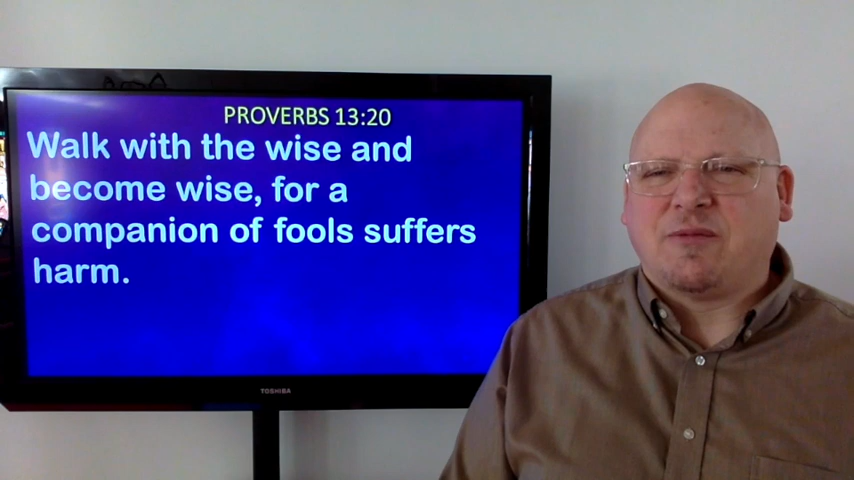 PROVERBS 13:20
Walk with the wise and
become wise, for a
companion of fools suffers
harm.
TOSHIBA